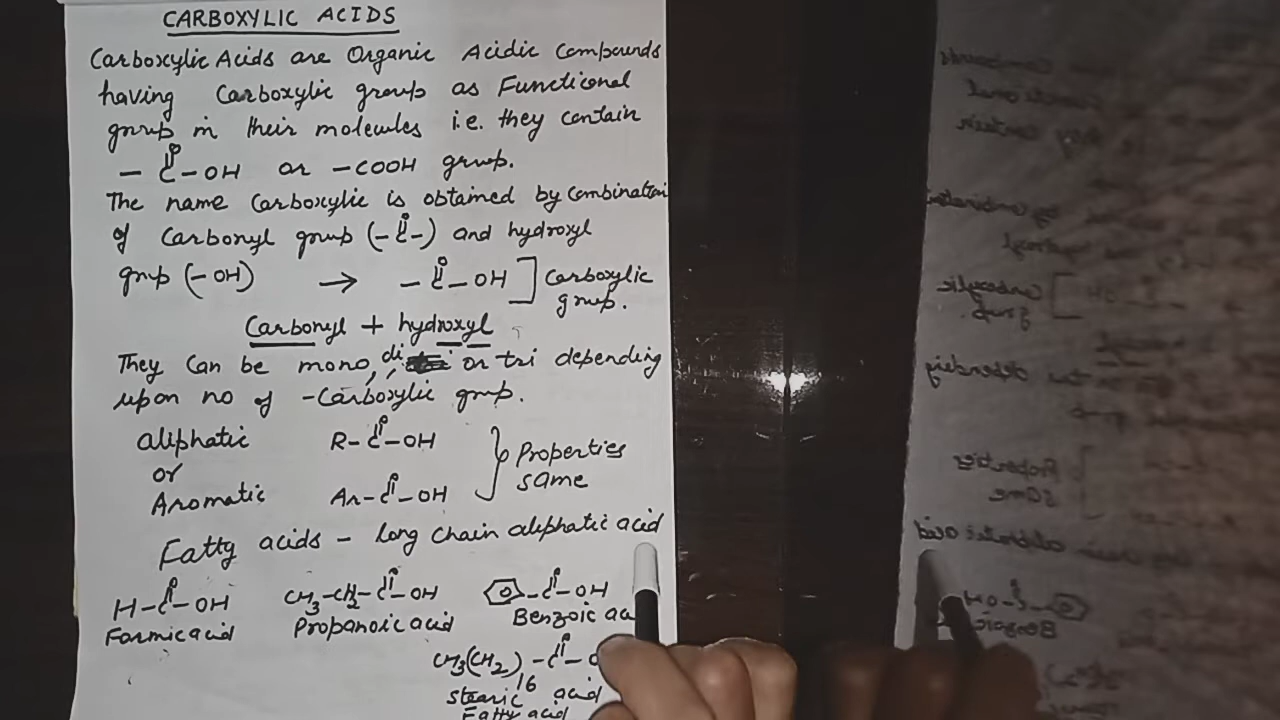 CARBOXYLIC ACIDS
Carboxylic Acids are Organic Acidic Compounds
having Carboxylic group as Functional
group in their molecules i.e. they contain
-C(=O)-OH or -COOH group.
The name Carboxylic is obtained by combination
of Carbonyl group (-C(=O)-) and hydroxyl
group (-OH) → -C(=O)-OH ] Carboxylic
group.
Carbonyl + hydroxyl
They can be mono, di, or tri depending
upon no of -Carboxylic group.
aliphatic R-C(=O)-OH
or
Aromatic Ar-C(=O)-OH
} Properties
same
Fatty acids - long chain aliphatic acid
H-C(=O)-OH CH3-CH2-C(=O)-OH -C(=O)-OH
Formic acid Propanoic acid Benzoic
CH3(CH2)16-C(=O)-
Stearic acid
Fatty acid